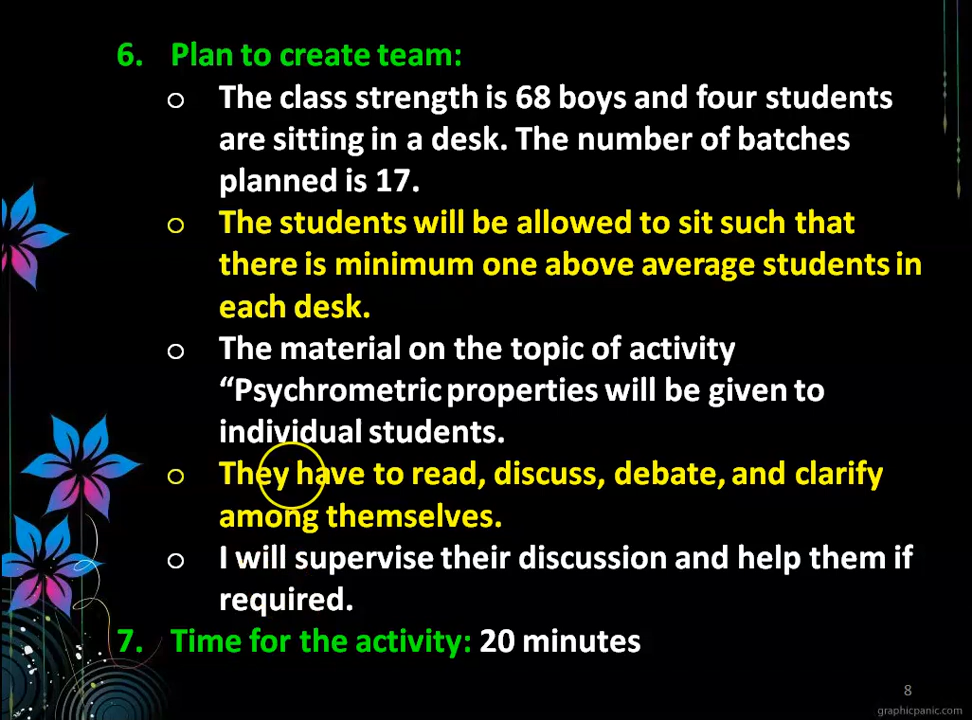 6. Plan to create team:
o The class strength is 68 boys and four students
are sitting in a desk. The number of batches
planned is 17.
o The students will be allowed to sit such that
there is minimum one above average students in
each desk.
o The material on the topic of activity
“Psychrometric properties will be given to
individual students.
o They have to read, discuss, debate, and clarify
among themselves.
o I will supervise their discussion and help them if
required.
7. Time for the activity: 20 minutes
8
graphicpanic.com